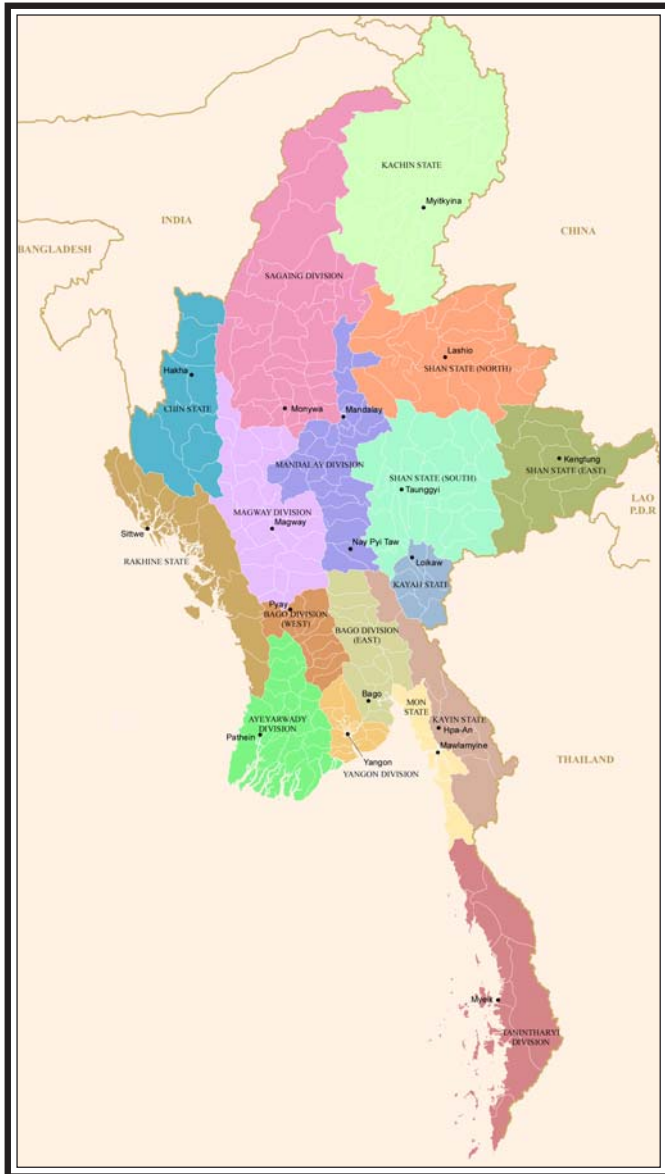 KACHIN STATE
Myitkyina
INDIA
CHINA
BANGLADESH
SAGAING DIVISION
Lashio
SHAN STATE (NORTH)
Hakha
CHIN STATE
Monywa
Mandalay
Kengtung
SHAN STATE (EAST)
MANDALAY DIVISION
SHAN STATE (SOUTH)
Taunggyi
LAO
P.D.R
MAGWAY DIVISION
Magway
Sittwe
Nay Pyi Taw
Loikaw
RAKHINE STATE
KAYAH STATE
Pyay
BAGO DIVISION
(WEST)
BAGO DIVISION
(EAST)
Bago
MON
STATE
AYEYARWADY
DIVISION
KAYIN STATE
Hpa-An
Pathein
Mawlamyine
Yangon
YANGON DIVISION
THAILAND
Myeik
TANINTHARYI
DIVISION